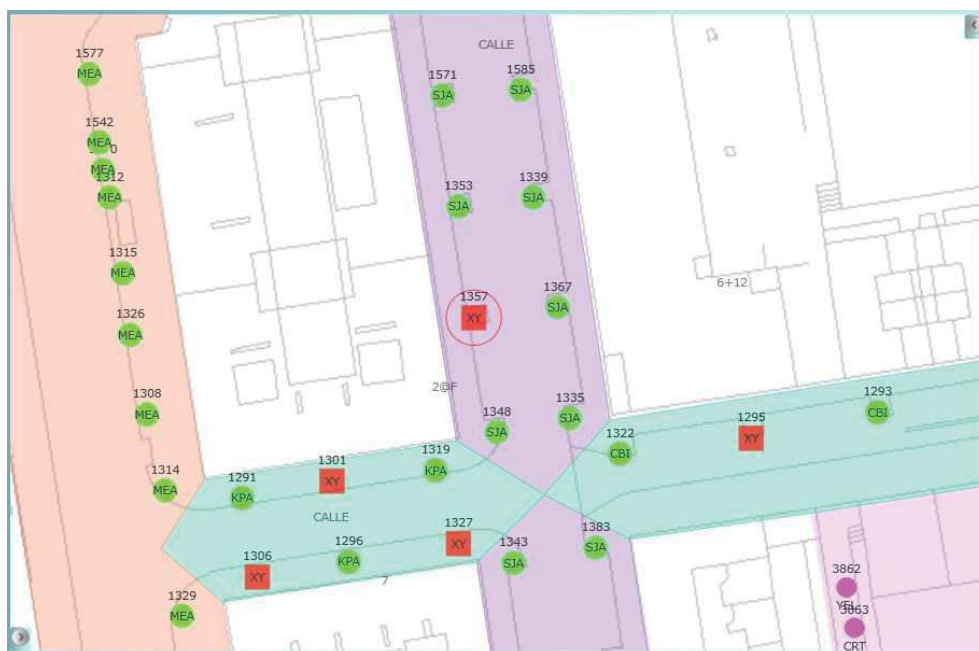 CALLE
1577
MEA
1571
SJA
1585
SJA
1542
MEA
MEA
1312
MEA
1353
SJA
1339
SJA
1315
MEA
1326
MEA
6+12
1357
XY
1367
SJA
2@F
1308
MEA
1348
SJA
1335
SJA
1293
CBI
1295
XY
1322
CBI
1314
MEA
1291
KPA
1301
XY
1319
KPA
CALLE
1327
XY
1343
SJA
1383
SJA
1306
XY
1296
KPA
7
1329
MEA
3862
YEL
3863
CRT